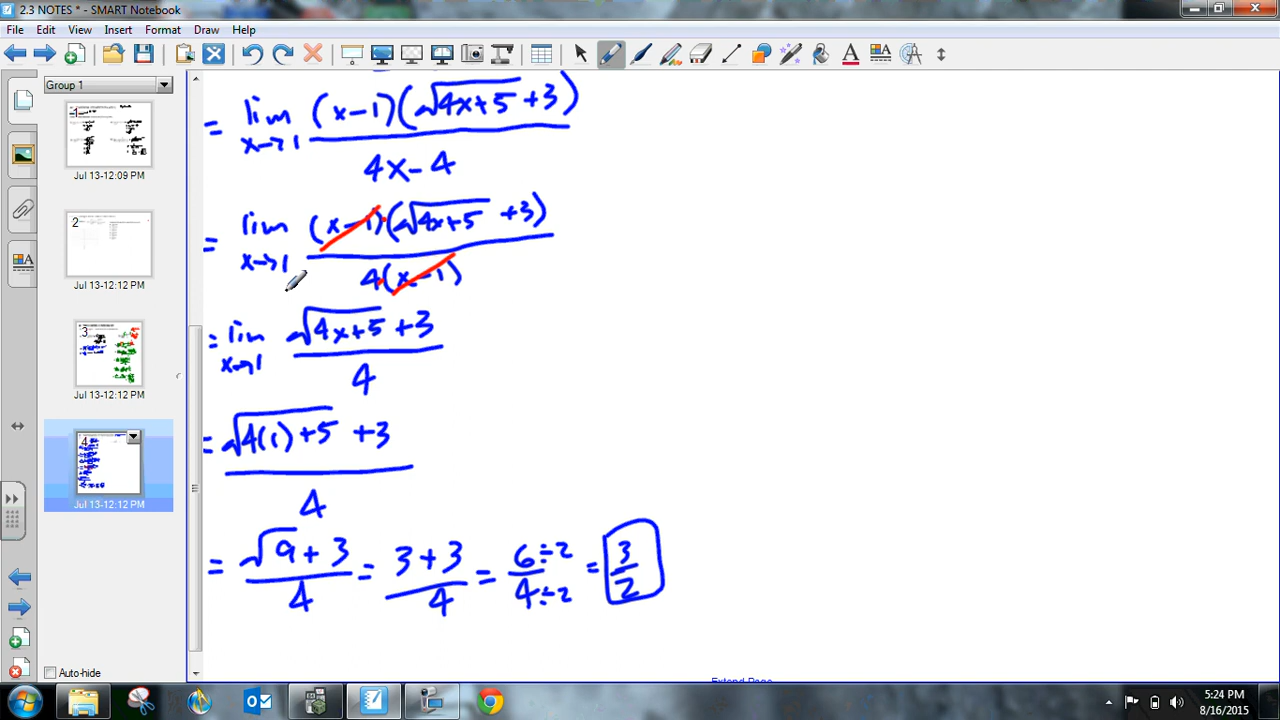 2.3 NOTES * - SMART Notebook
File Edit View Insert Format Draw Help
Group 1
1
Jul 13-12:09 PM
2
Jul 13-12:12 PM
3
Jul 13-12:12 PM
4
Jul 13-12:12 PM
Auto-hide
= lim x→1 (x-1)(√4x+5 +3)
4x-4
= lim x→1 (x-1)(√4x+5 +3)
4(x-1)
= lim x→1 √4x+5 +3
4
= √4(1)+5 +3
4
= √9+3 / 4 = 3+3 / 4 = 6÷2 / 4÷2 = 3/2
Extend Page
5:24 PM
8/16/2015